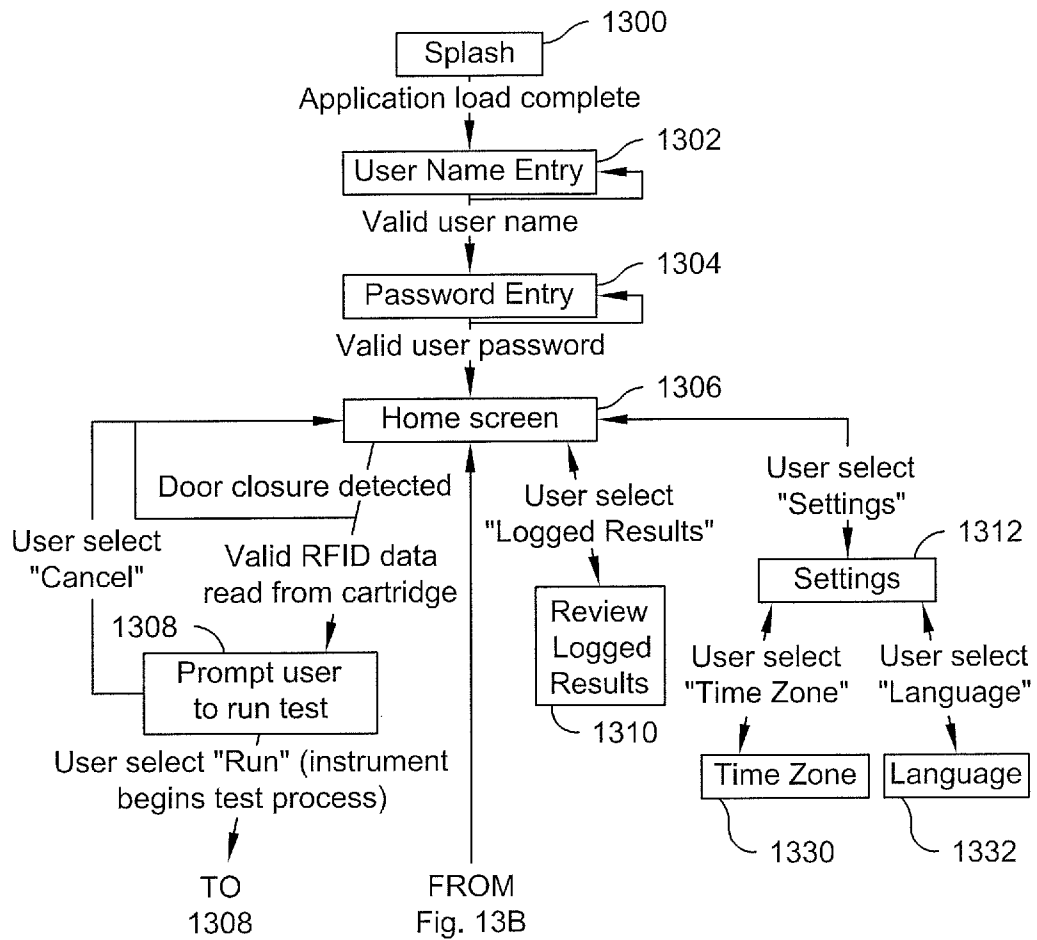 1300
Splash
Application load complete
1302
User Name Entry
Valid user name
1304
Password Entry
Valid user password
1306
Home screen
Door closure detected
User select
"Logged Results"
User select
"Settings"
User select
"Cancel"
Valid RFID data
read from cartridge
1312
Settings
1308
Prompt user
to run test
Review
Logged
Results
1310
User select
"Time Zone"
User select
"Language"
User select "Run" (instrument
begins test process)
Time Zone
Language
1330
1332
TO
1308
FROM
Fig. 13B